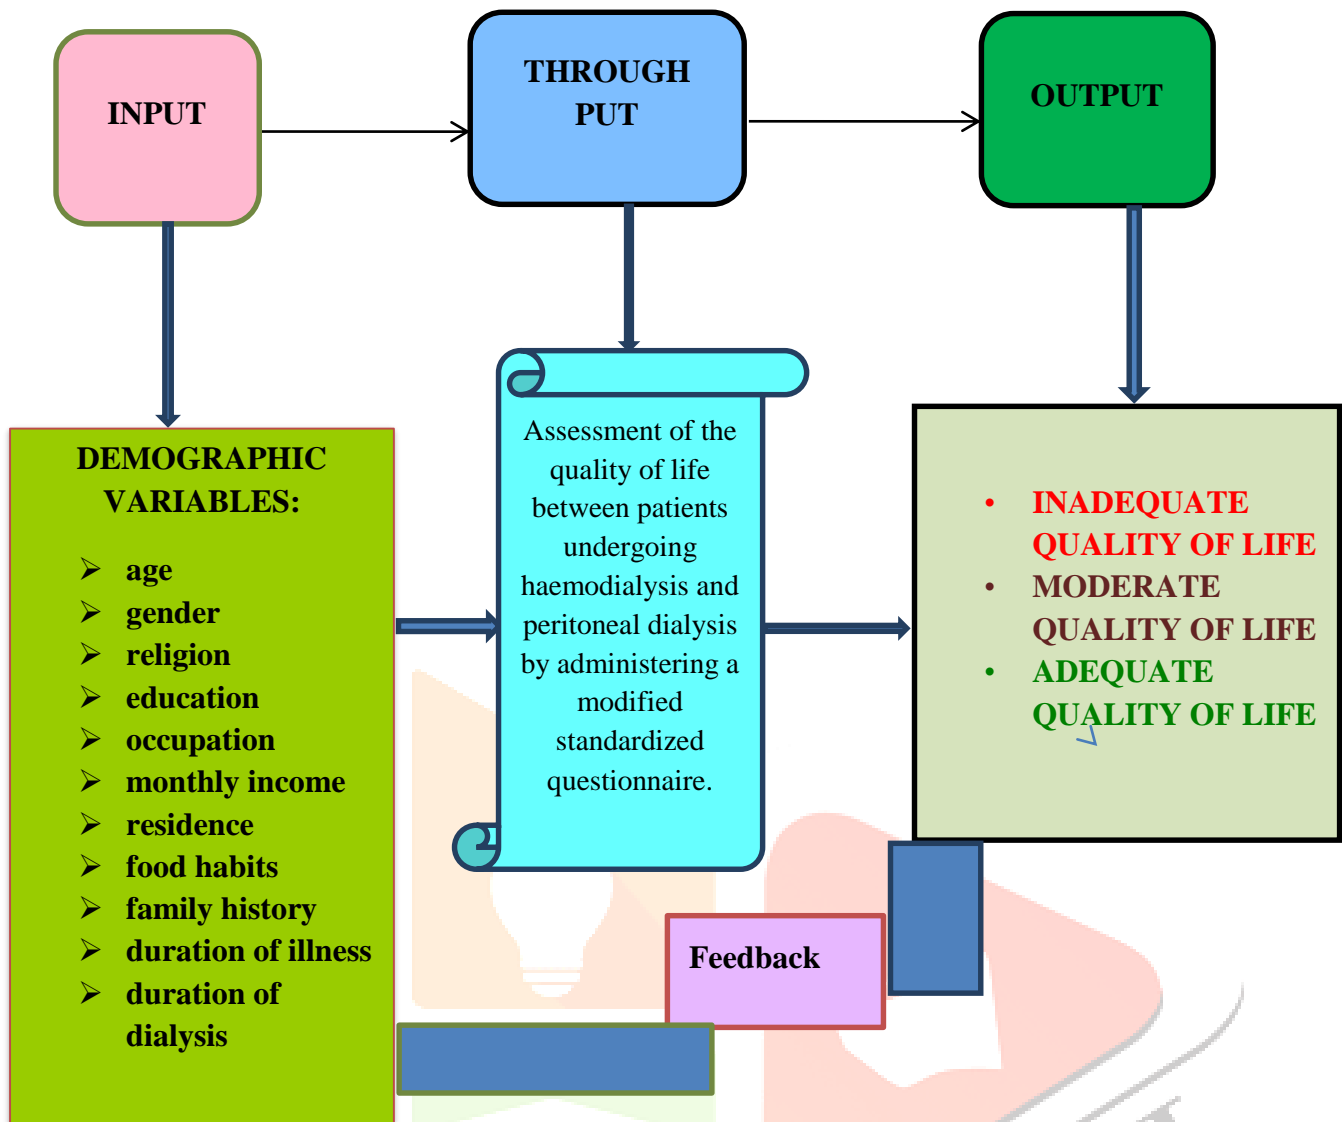 INPUT
THROUGH
PUT
OUTPUT
DEMOGRAPHIC
VARIABLES:
age
gender
religion
education
occupation
monthly income
residence
food habits
family history
duration of illness
duration of
dialysis
Assessment of the
quality of life
between patients
undergoing
haemodialysis and
peritoneal dialysis
by administering a
modified
standardized
questionnaire.
• INADEQUATE
QUALITY OF LIFE
• MODERATE
QUALITY OF LIFE
• ADEQUATE
QUALITY OF LIFE
Feedback